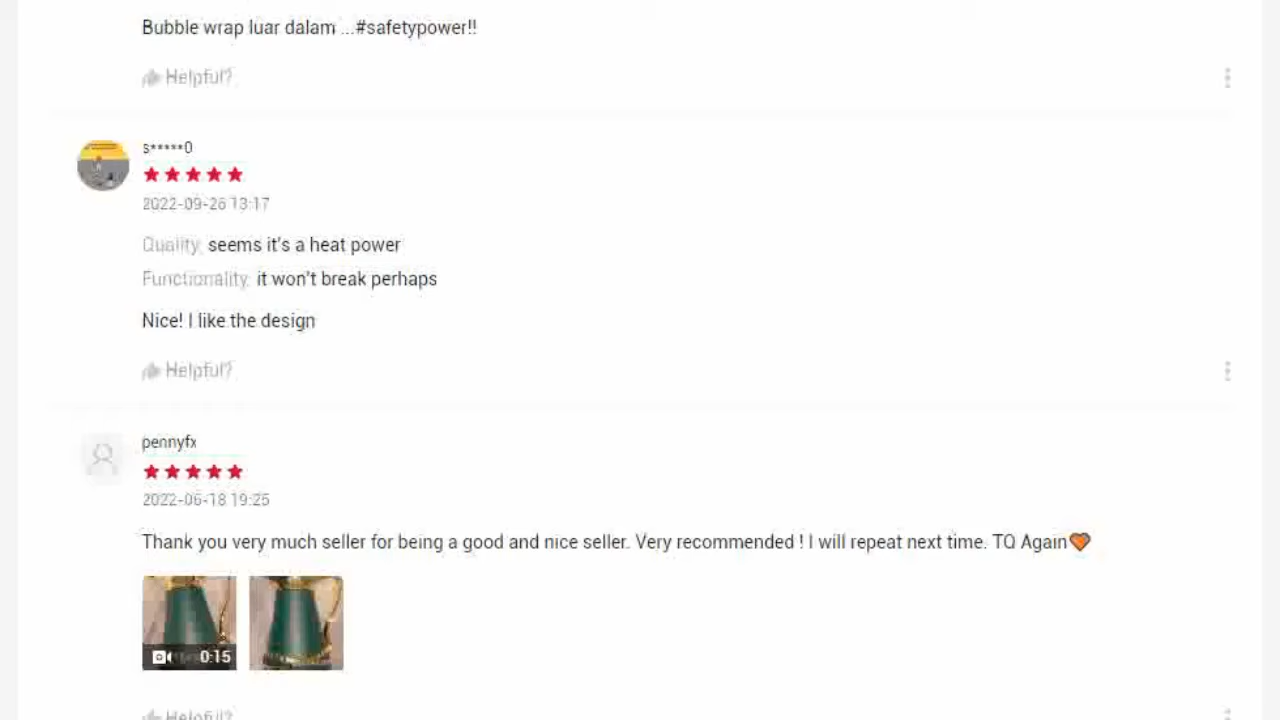 Bubble wrap luar dalam ...#safetypower!!
Helpful?
s*****0
2022-09-26 13:17
Quality: seems it's a heat power
Functionality: it won't break perhaps
Nice! I like the design
Helpful?
pennyfx
2022-06-18 19:25
Thank you very much seller for being a good and nice seller. Very recommended ! I will repeat next time. TQ Again🧡
0:15
Helpful?